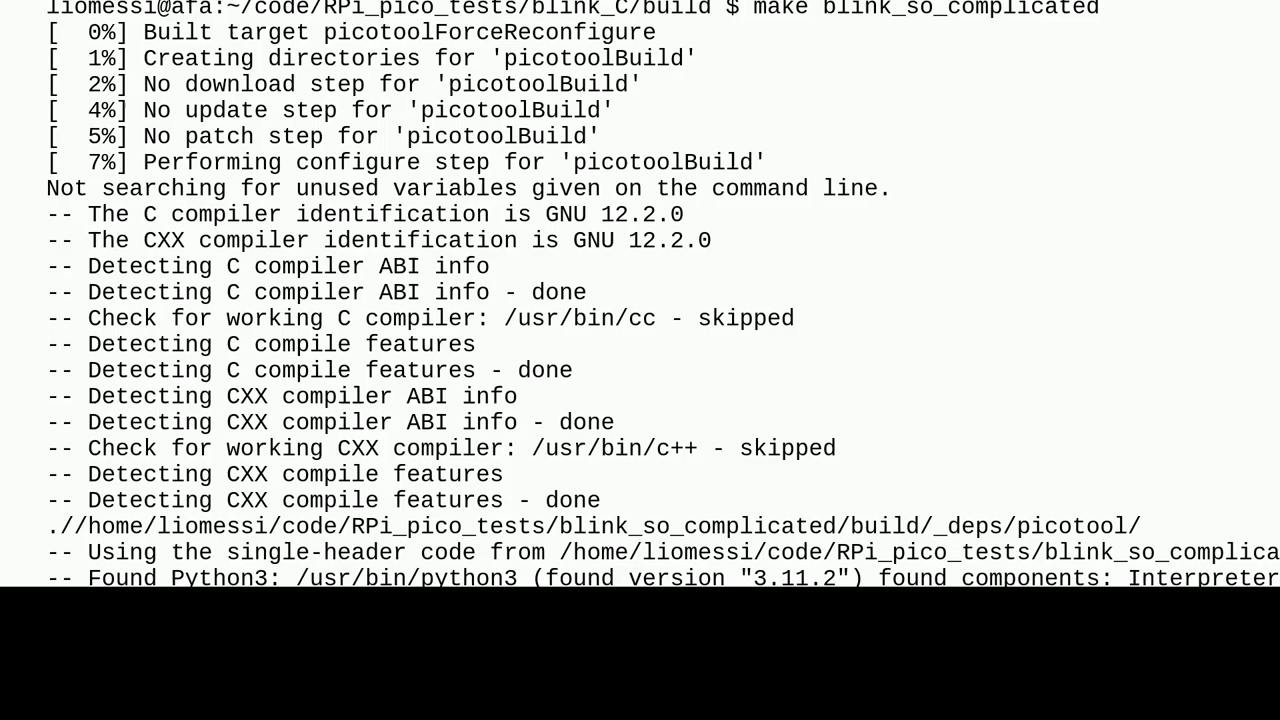 liomessi@afa:~/code/RPi_pico_tests/blink_C/build $ make blink_so_complicated
[  0%] Built target picotoolForceReconfigure
[  1%] Creating directories for 'picotoolBuild'
[  2%] No download step for 'picotoolBuild'
[  4%] No update step for 'picotoolBuild'
[  5%] No patch step for 'picotoolBuild'
[  7%] Performing configure step for 'picotoolBuild'
Not searching for unused variables given on the command line.
-- The C compiler identification is GNU 12.2.0
-- The CXX compiler identification is GNU 12.2.0
-- Detecting C compiler ABI info
-- Detecting C compiler ABI info - done
-- Check for working C compiler: /usr/bin/cc - skipped
-- Detecting C compile features
-- Detecting C compile features - done
-- Detecting CXX compiler ABI info
-- Detecting CXX compiler ABI info - done
-- Check for working CXX compiler: /usr/bin/c++ - skipped
-- Detecting CXX compile features
-- Detecting CXX compile features - done
.//home/liomessi/code/RPi_pico_tests/blink_so_complicated/build/_deps/picotool/
-- Using the single-header code from /home/liomessi/code/RPi_pico_tests/blink_so_complica
-- Found Python3: /usr/bin/python3 (found version "3.11.2") found components: Interpreter